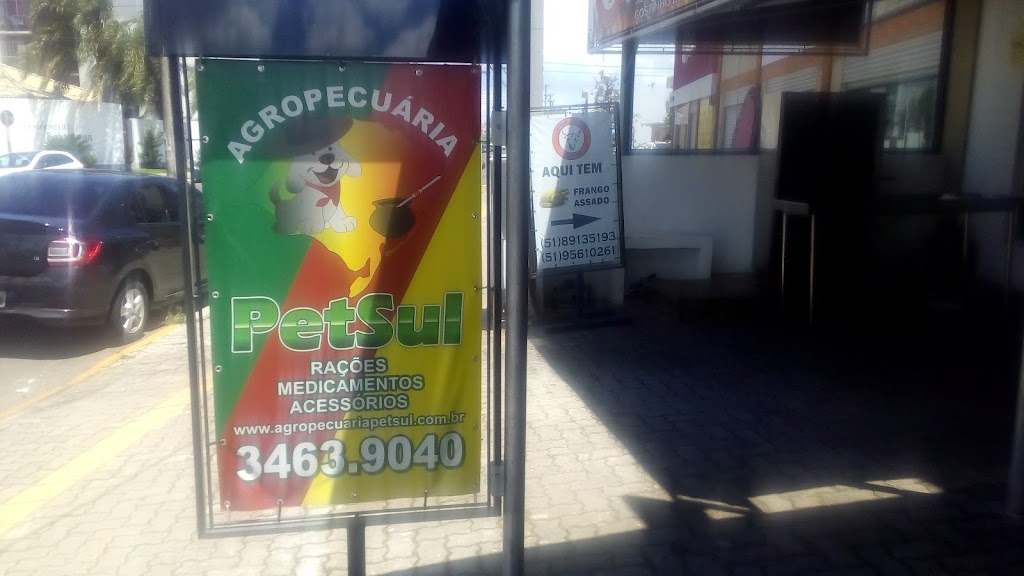 AGROPECUÁRIA
PetSul
RAÇÕES
MEDICAMENTOS
ACESSÓRIOS
www.agropecuariapetsul.com.br
3463.9040
AQUI TEM
FRANGO
ASSADO
(51)89135193
(51)95610261